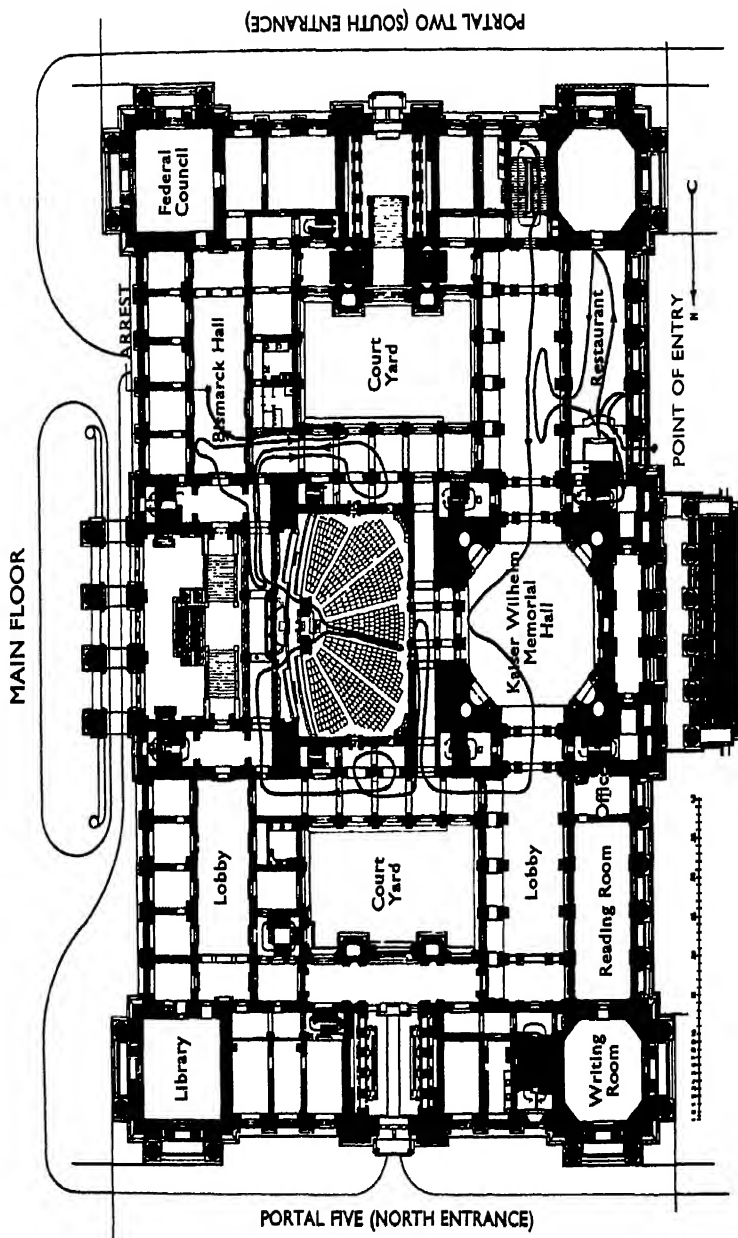 PORTAL TWO (SOUTH ENTRANCE)
MAIN FLOOR
Federal
Council
ARREST
Bismarck Hall
Court
Yard
Restaurant
N
POINT OF ENTRY
Kaiser Wilhelm
Memorial
Hall
Lobby
Court
Yard
Lobby
Office
Reading Room
Library
Writing
Room
PORTAL FIVE (NORTH ENTRANCE)